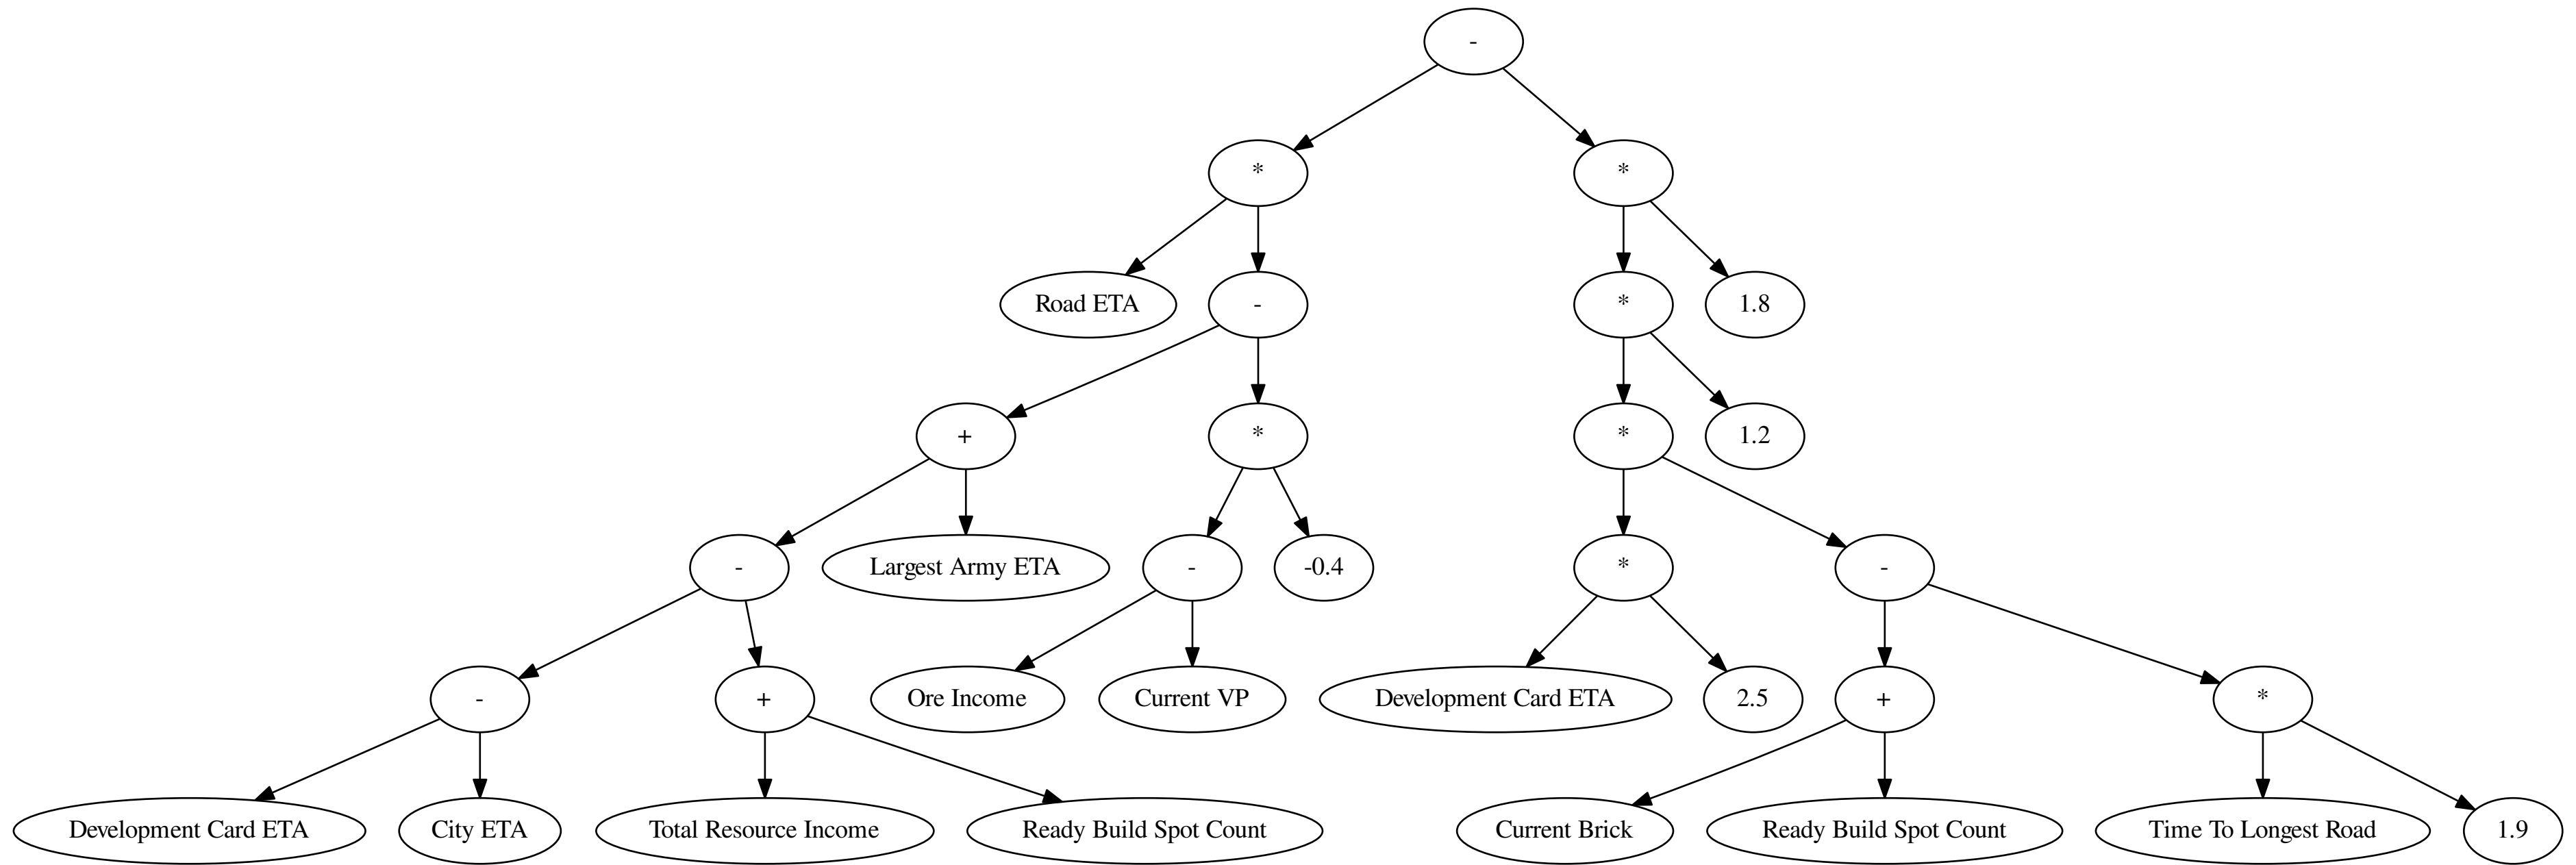 -
*
*
Road ETA
-
*
1.8
+
*
*
1.2
-
Largest Army ETA
-
-0.4
*
-
-
+
Ore Income
Current VP
Development Card ETA
2.5
+
*
Development Card ETA
City ETA
Total Resource Income
Ready Build Spot Count
Current Brick
Ready Build Spot Count
Time To Longest Road
1.9